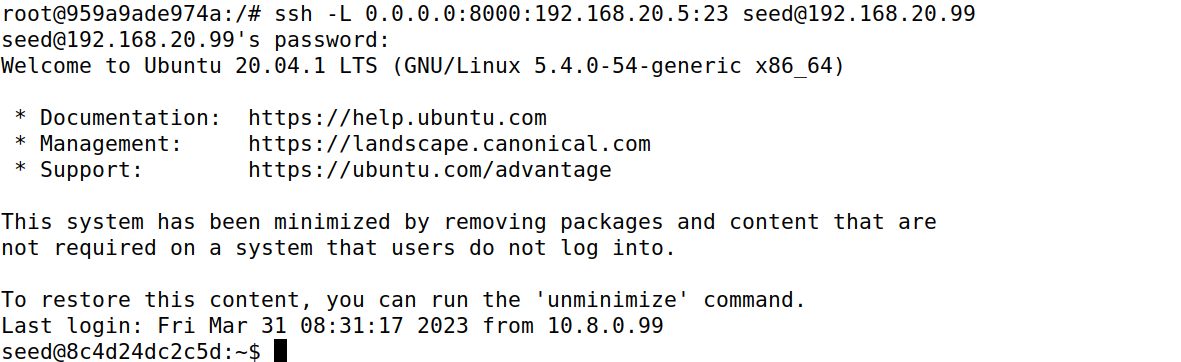 root@959a9ade974a:/# ssh -L 0.0.0.0:8000:192.168.20.5:23 seed@192.168.20.99
seed@192.168.20.99's password:
Welcome to Ubuntu 20.04.1 LTS (GNU/Linux 5.4.0-54-generic x86_64)

 * Documentation:  https://help.ubuntu.com
 * Management:     https://landscape.canonical.com
 * Support:        https://ubuntu.com/advantage

This system has been minimized by removing packages and content that are
not required on a system that users do not log into.

To restore this content, you can run the 'unminimize' command.
Last login: Fri Mar 31 08:31:17 2023 from 10.8.0.99
seed@8c4d24dc2c5d:~$